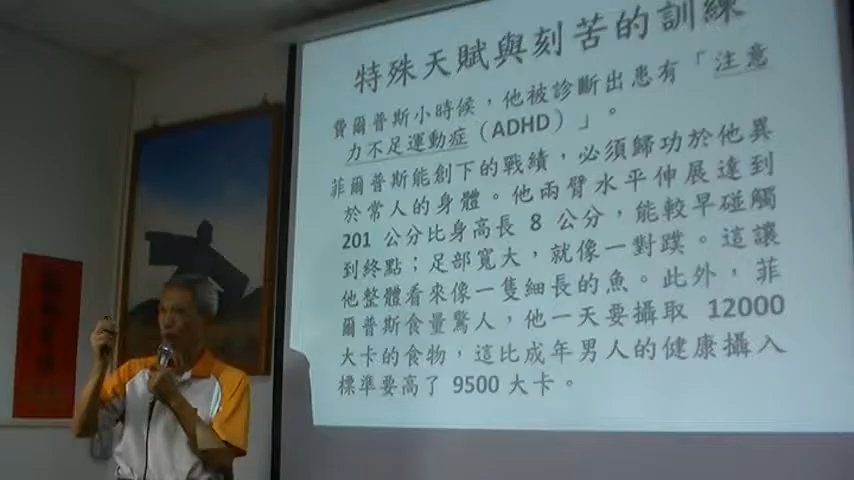 特殊天賦與刻苦的訓練
費爾普斯小時候，他被診斷出患有「注意
力不足運動症（ADHD）」。
菲爾普斯能創下的戰績，必須歸功於他異
於常人的身體。他兩臂水平伸展達到
201 公分比身高長 8 公分，能較早碰觸
到終點；足部寬大，就像一對蹼。這讓
他整體看來像一隻細長的魚。此外，菲
爾普斯食量驚人，他一天要攝取 12000
大卡的食物，這比成年男人的健康攝入
標準要高了 9500 大卡。